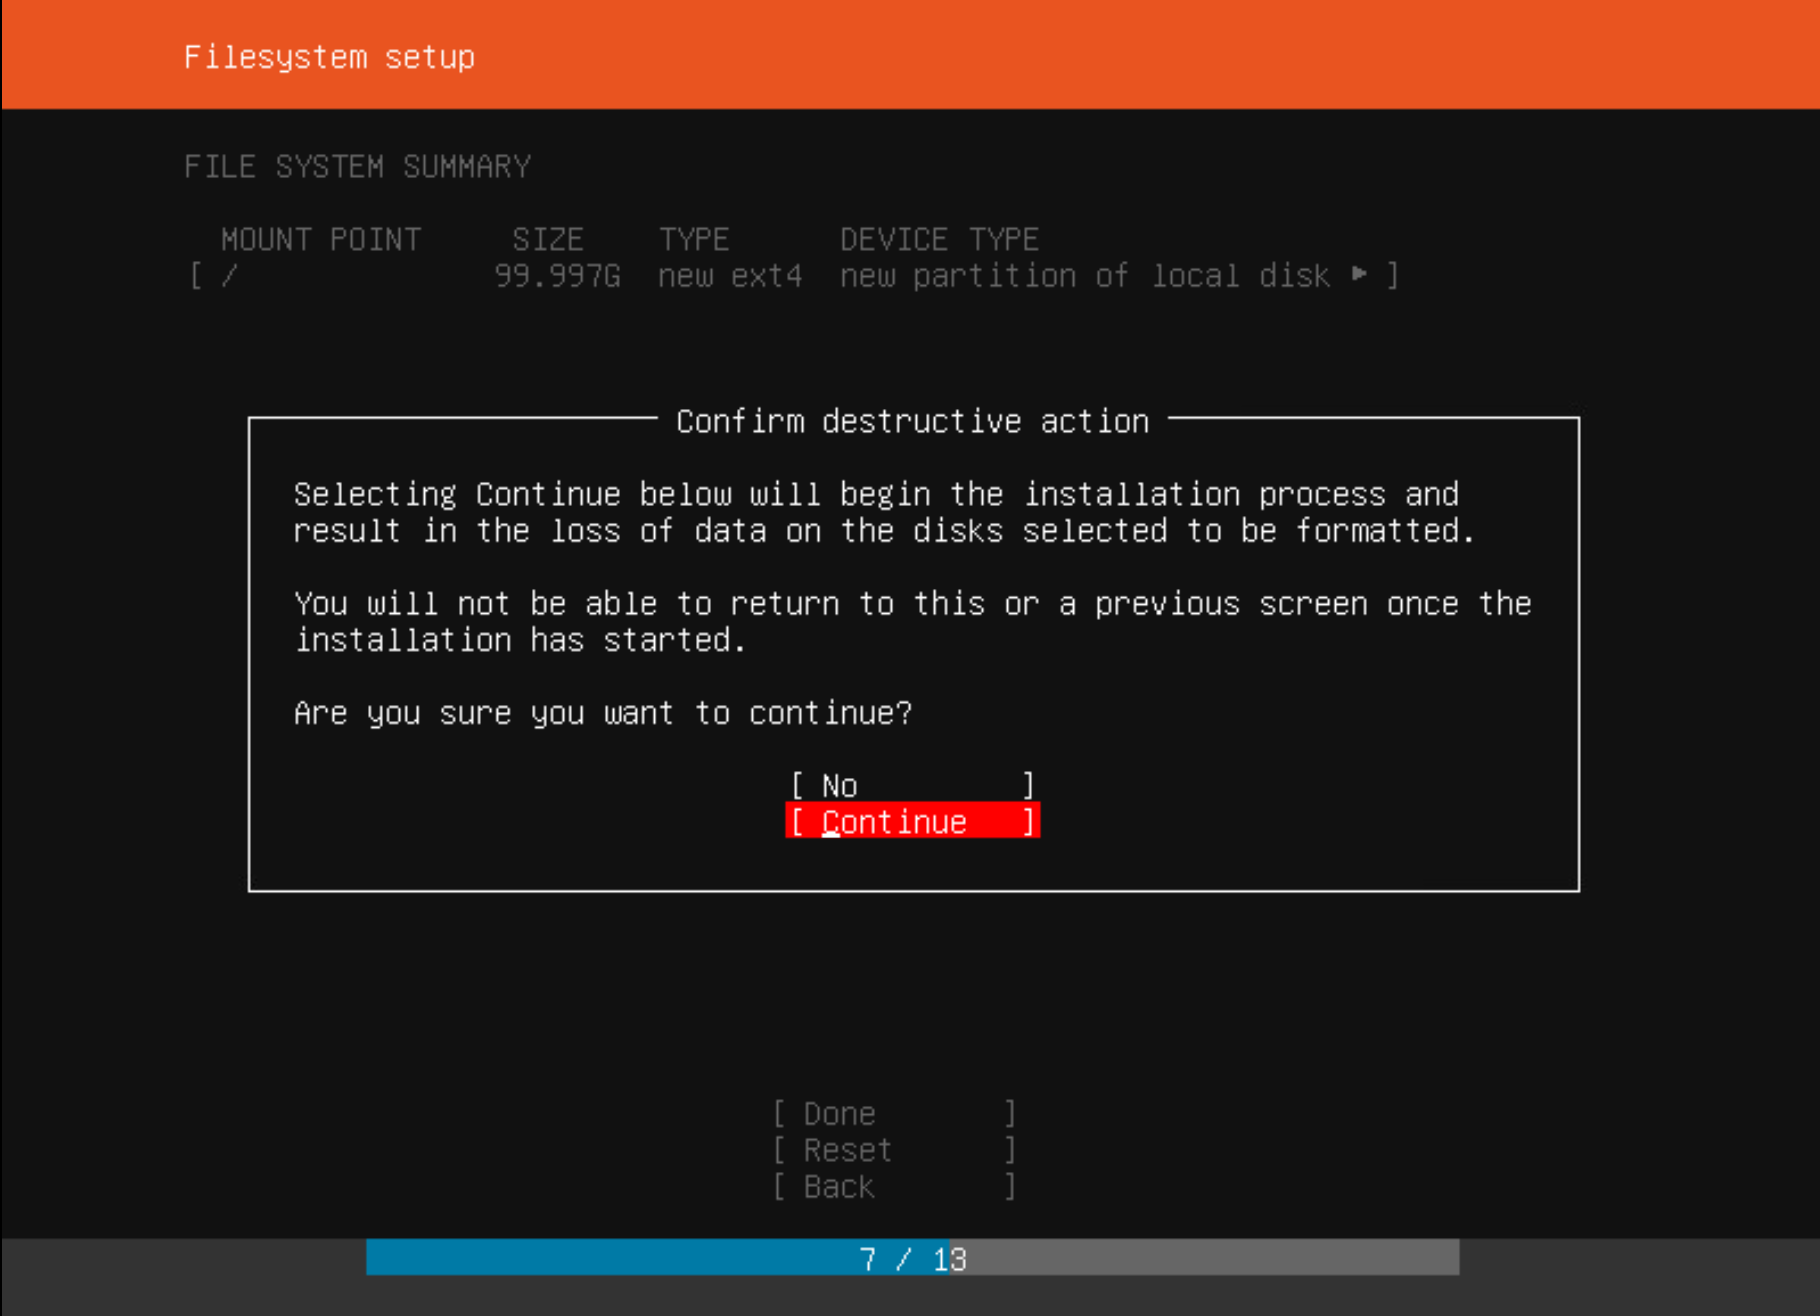 Filesystem setup
FILE SYSTEM SUMMARY
MOUNT POINT SIZE TYPE DEVICE TYPE
[ / 99.997G new ext4 new partition of local disk ▸ ]
Confirm destructive action
Selecting Continue below will begin the installation process and
result in the loss of data on the disks selected to be formatted.
You will not be able to return to this or a previous screen once the
installation has started.
Are you sure you want to continue?
[ No ]
[ Continue ]
[ Done ]
[ Reset ]
[ Back ]
7 / 13